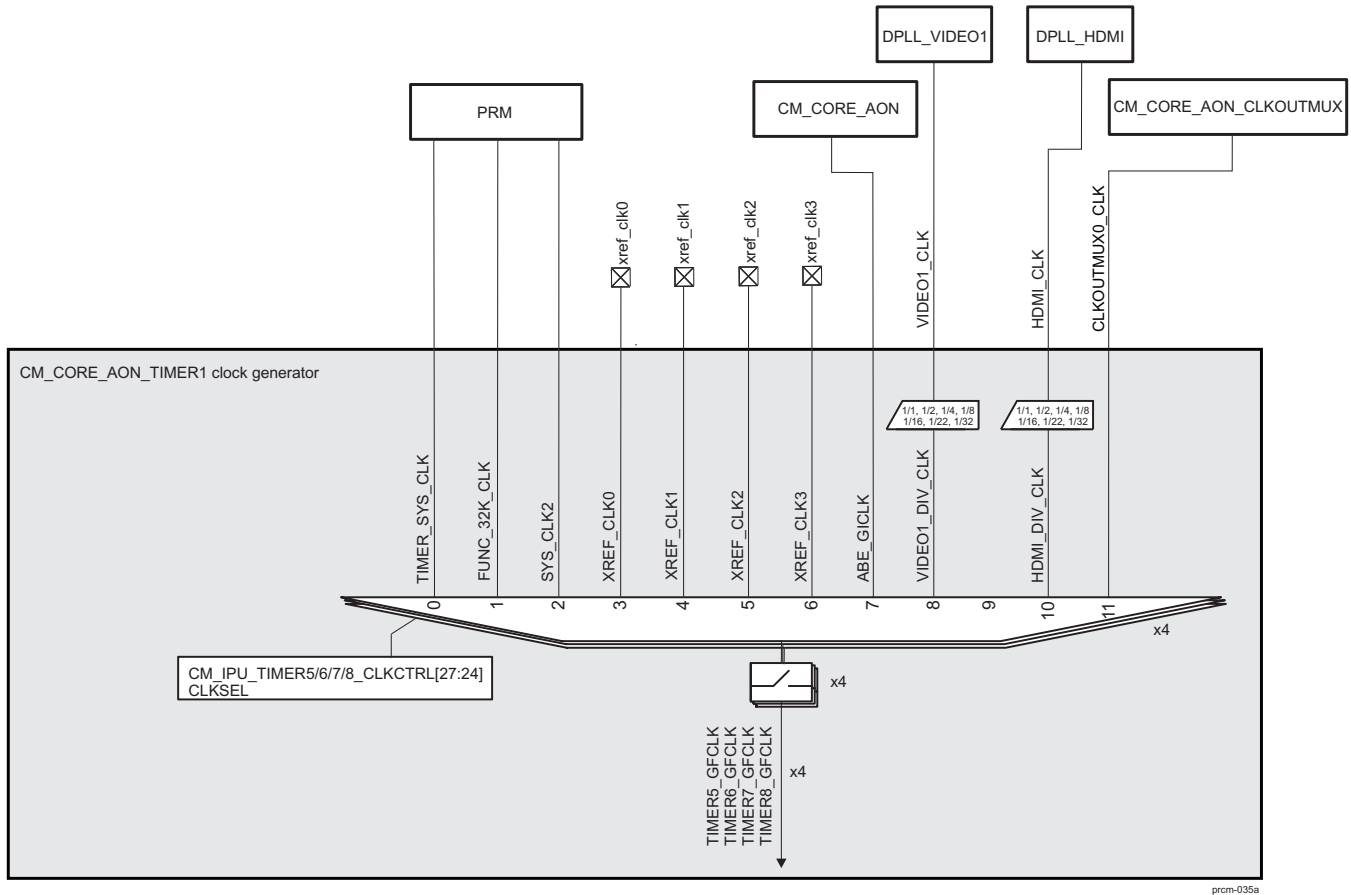 DPLL_VIDEO1
DPLL_HDMI
PRM
CM_CORE_AON
CM_CORE_AON_CLKOUTMUX
xref_clk0
xref_clk1
xref_clk2
xref_clk3
VIDEO1_CLK
HDMI_CLK
CLKOUTMUX0_CLK
CM_CORE_AON_TIMER1 clock generator
1/1, 1/2, 1/4, 1/8
1/16, 1/22, 1/32
1/1, 1/2, 1/4, 1/8
1/16, 1/22, 1/32
TIMER_SYS_CLK
FUNC_32K_CLK
SYS_CLK2
XREF_CLK0
XREF_CLK1
XREF_CLK2
XREF_CLK3
ABE_GICLK
VIDEO1_DIV_CLK
HDMI_DIV_CLK
0
1
2
3
4
5
6
7
8
9
10
11
x4
CM_IPU_TIMER5/6/7/8_CLKCTRL[27:24]
CLKSEL
x4
TIMER5_GFCLK
TIMER6_GFCLK
TIMER7_GFCLK
TIMER8_GFCLK
x4
prcm-035a